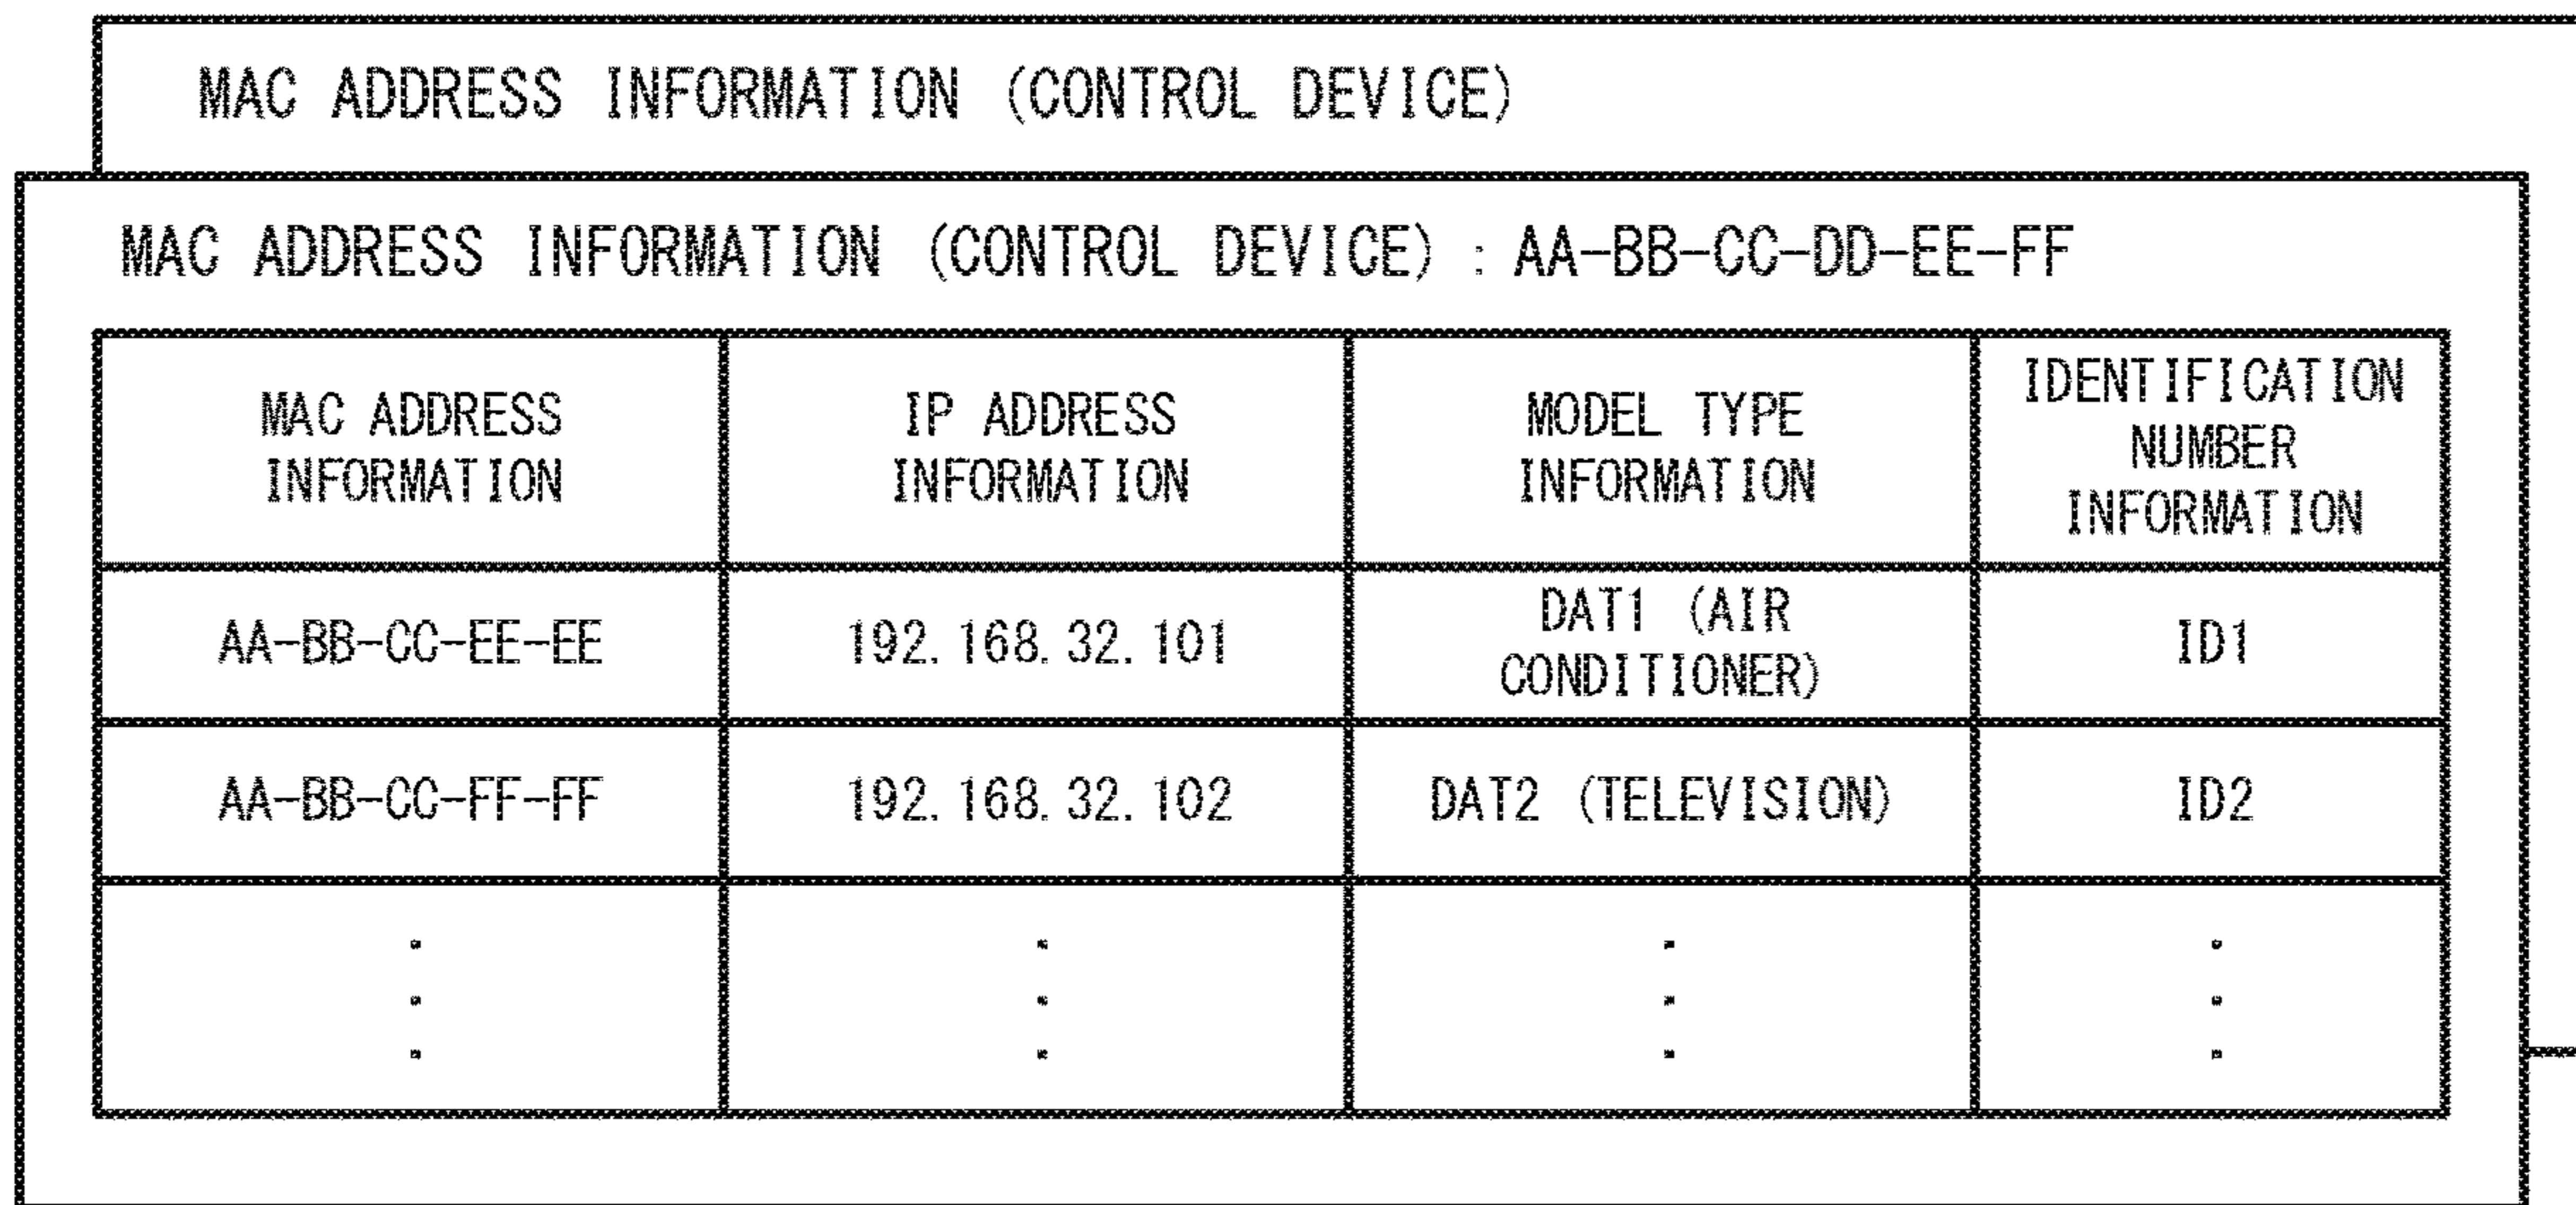 MAC ADDRESS INFORMATION (CONTROL DEVICE)
MAC ADDRESS INFORMATION (CONTROL DEVICE) : AA-BB-CC-DD-EE-FF
MAC ADDRESS
INFORMATION
IP ADDRESS
INFORMATION
MODEL TYPE
INFORMATION
IDENTIFICATION
NUMBER
INFORMATION
AA-BB-CC-EE-EE
192.168.32.101
DAT1 (AIR
CONDITIONER)
ID1
AA-BB-CC-FF-FF
192.168.32.102
DAT2 (TELEVISION)
ID2